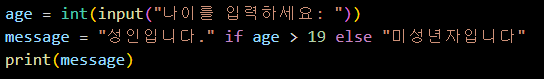 age = int(input("나이를 입력하세요: "))
message = "성인입니다." if age > 19 else "미성년자입니다"
print(message)